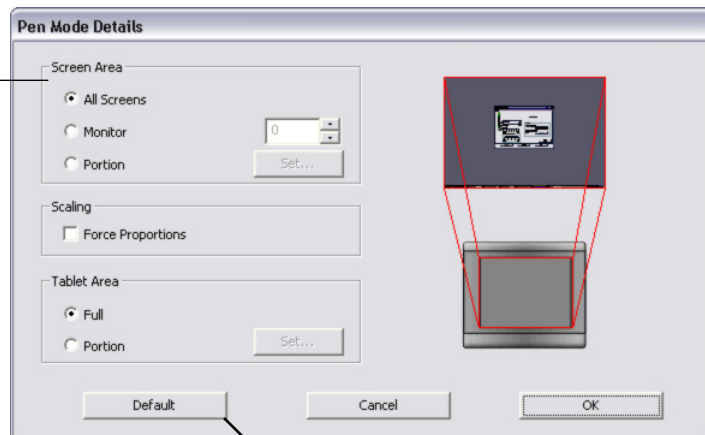 Pen Mode Details
Screen Area
All Screens
Monitor
0
Portion
Set...
Scaling
Force Proportions
Tablet Area
Full
Portion
Set...
Default
Cancel
OK